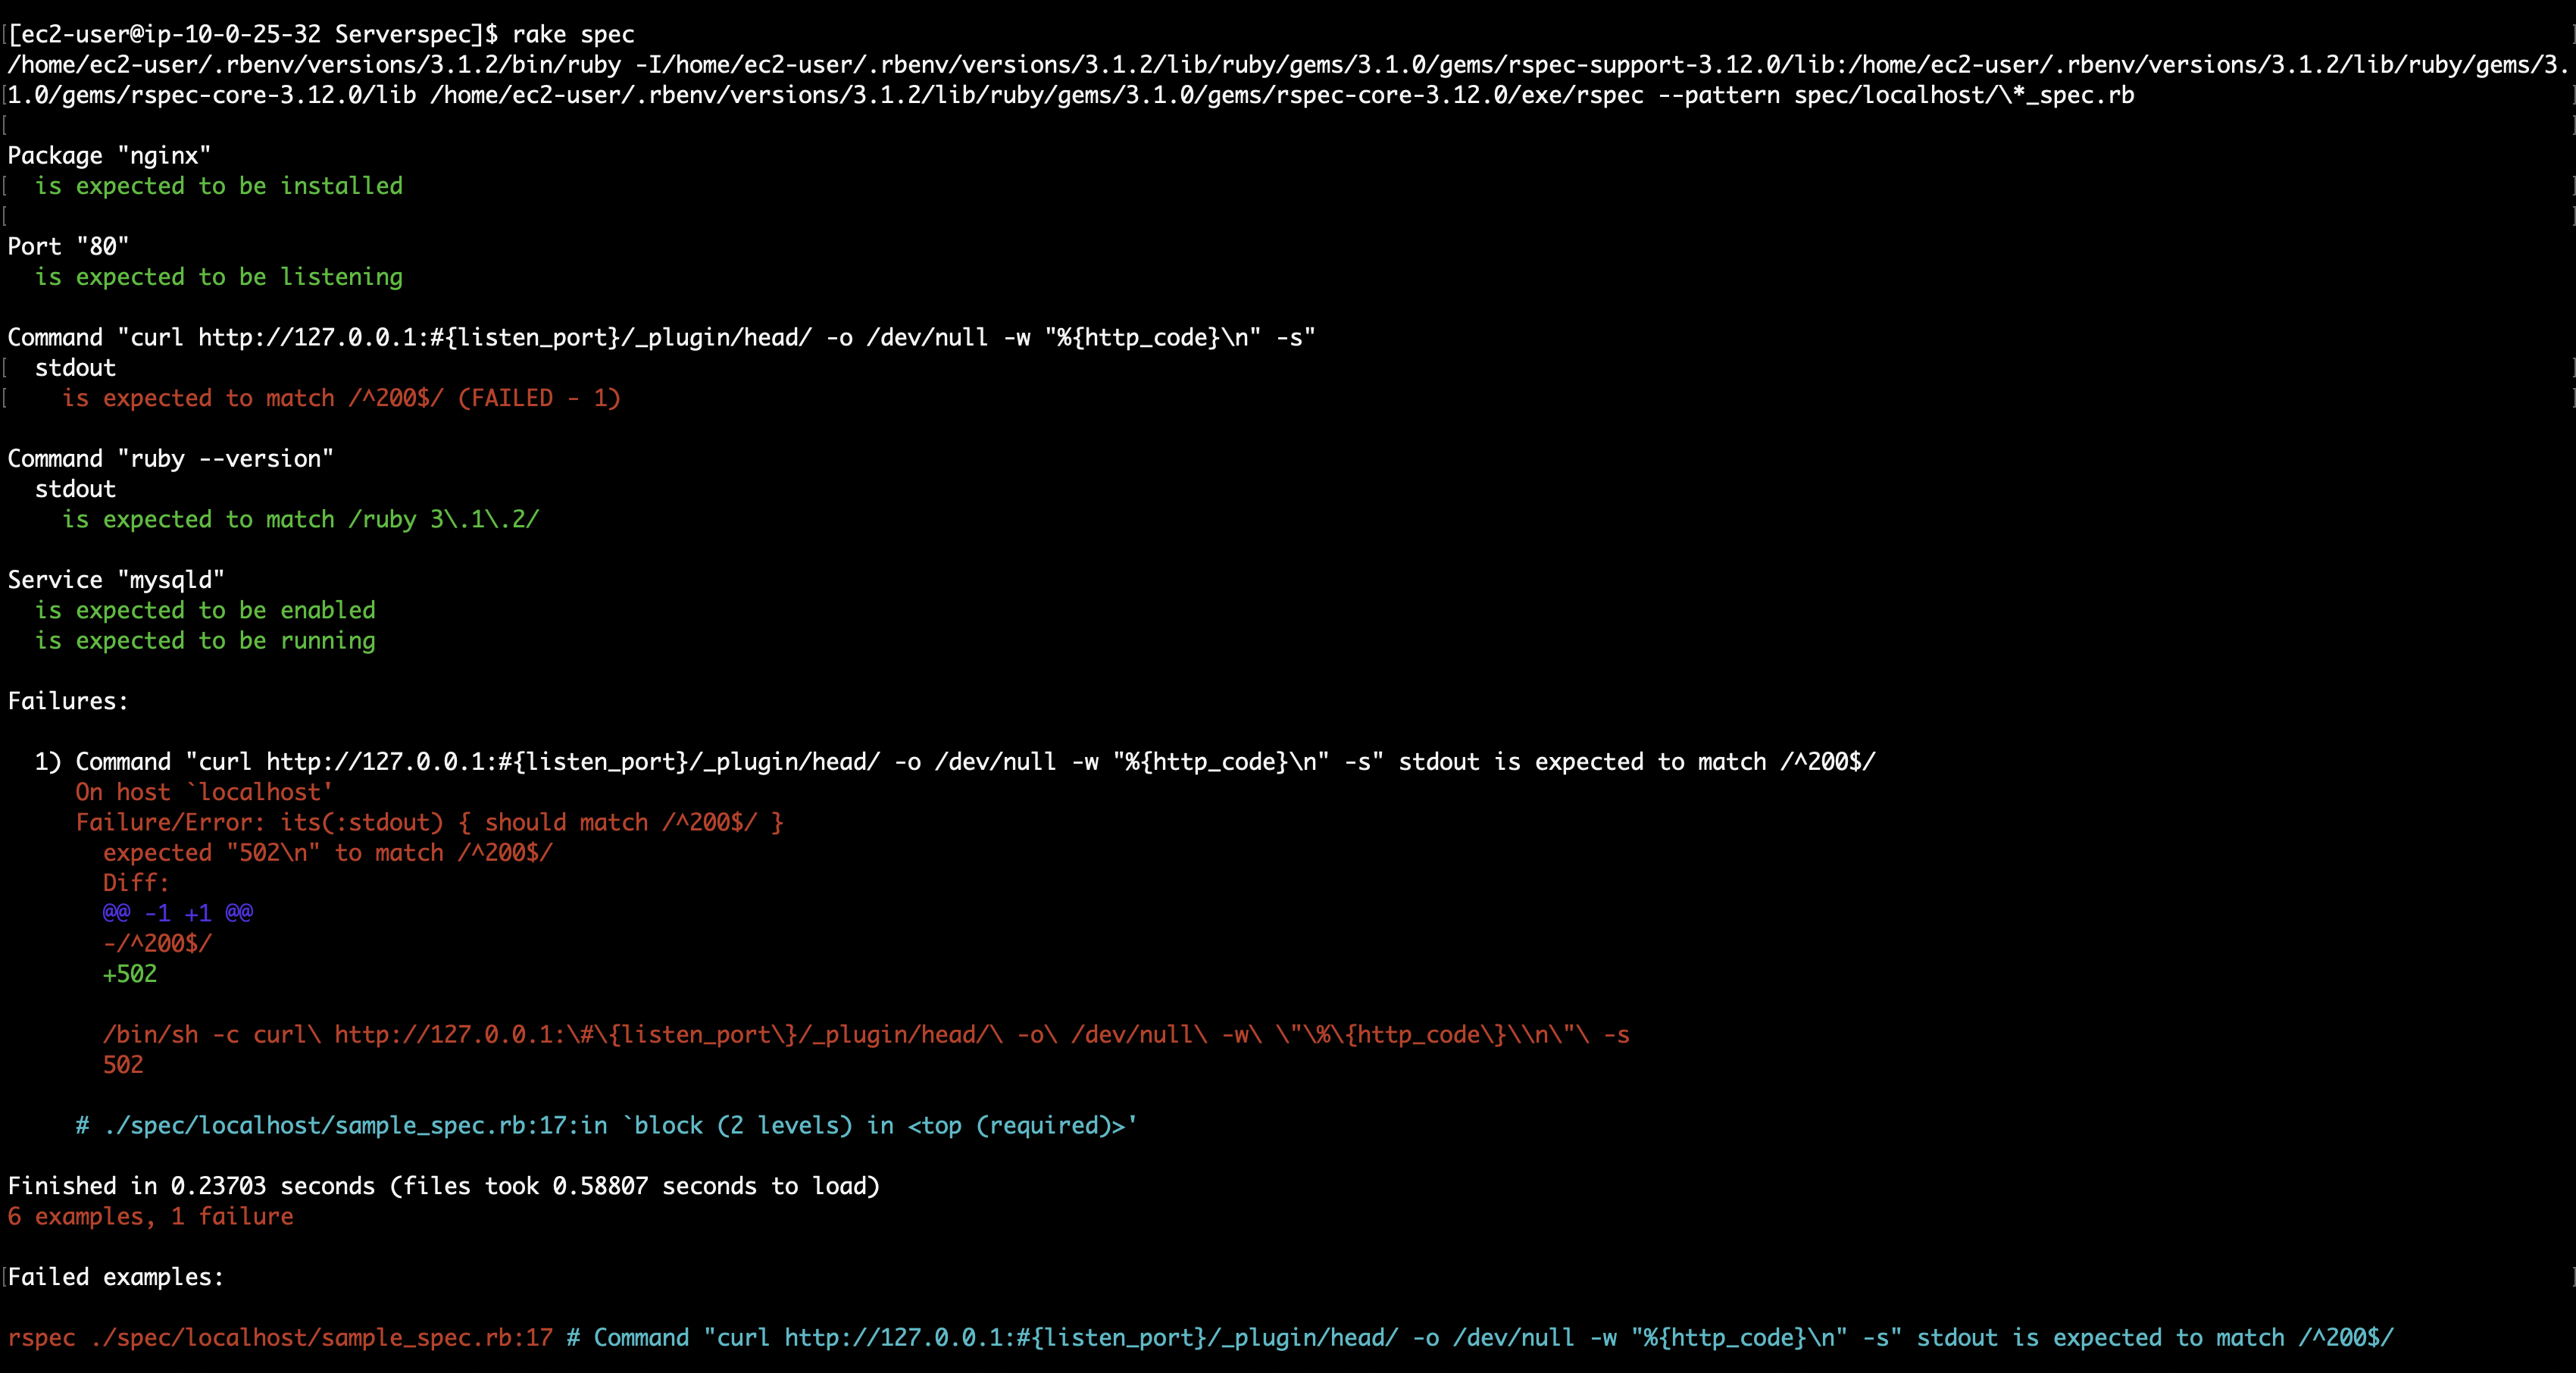 [ec2-user@ip-10-0-25-32 Serverspec]$ rake spec
/home/ec2-user/.rbenv/versions/3.1.2/bin/ruby -I/home/ec2-user/.rbenv/versions/3.1.2/lib/ruby/gems/3.1.0/gems/rspec-support-3.12.0/lib:/home/ec2-user/.rbenv/versions/3.1.2/lib/ruby/gems/3.
1.0/gems/rspec-core-3.12.0/lib /home/ec2-user/.rbenv/versions/3.1.2/lib/ruby/gems/3.1.0/gems/rspec-core-3.12.0/exe/rspec --pattern spec/localhost/\*_spec.rb
Package "nginx"
  is expected to be installed
Port "80"
  is expected to be listening
Command "curl http://127.0.0.1:#{listen_port}/_plugin/head/ -o /dev/null -w "%{http_code}\n" -s"
  stdout
    is expected to match /^200$/ (FAILED - 1)
Command "ruby --version"
  stdout
    is expected to match /ruby 3\.1\.2/
Service "mysqld"
  is expected to be enabled
  is expected to be running
Failures:
  1) Command "curl http://127.0.0.1:#{listen_port}/_plugin/head/ -o /dev/null -w "%{http_code}\n" -s" stdout is expected to match /^200$/
     On host `localhost'
     Failure/Error: its(:stdout) { should match /^200$/ }
       expected "502\n" to match /^200$/
       Diff:
       @@ -1 +1 @@
       -/^200$/
       +502
       /bin/sh -c curl\ http://127.0.0.1:\#\{listen_port\}/_plugin/head/\ -o\ /dev/null\ -w\ \"\%\{http_code\}\\n\"\ -s
       502
     # ./spec/localhost/sample_spec.rb:17:in `block (2 levels) in <top (required)>'
Finished in 0.23703 seconds (files took 0.58807 seconds to load)
6 examples, 1 failure
Failed examples:
rspec ./spec/localhost/sample_spec.rb:17 # Command "curl http://127.0.0.1:#{listen_port}/_plugin/head/ -o /dev/null -w "%{http_code}\n" -s" stdout is expected to match /^200$/